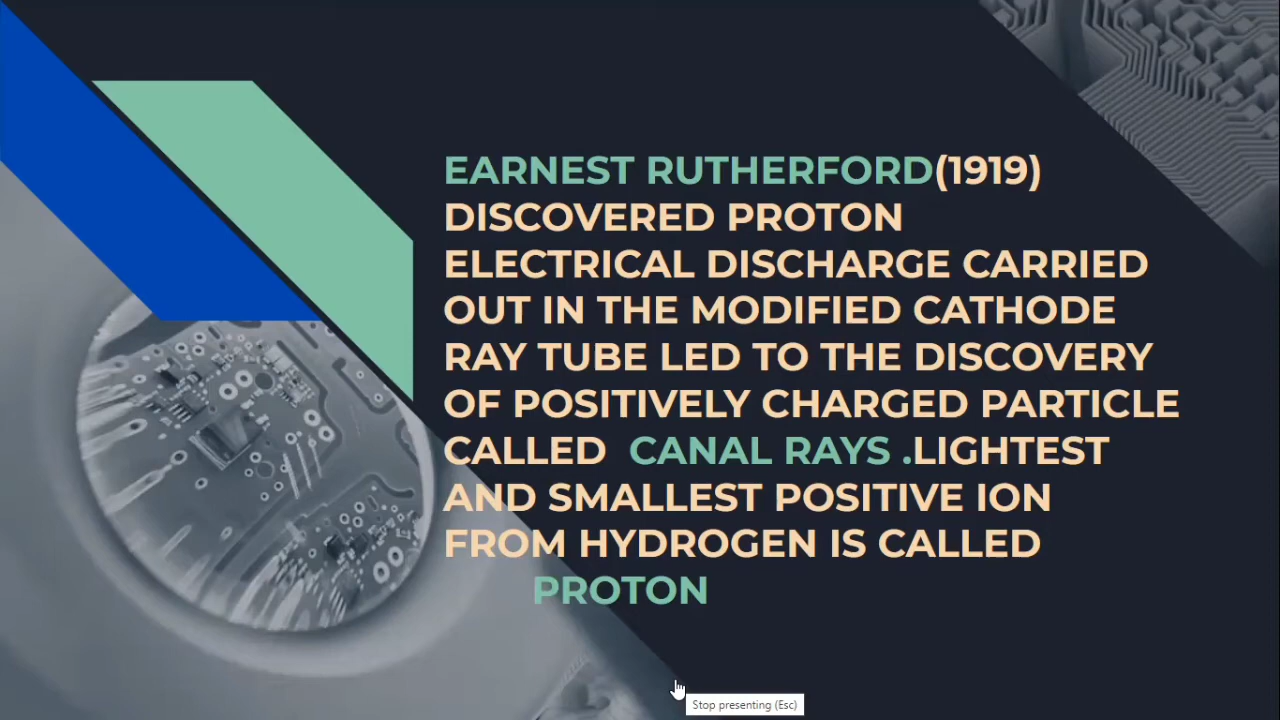 EARNEST RUTHERFORD(1919)
DISCOVERED PROTON
ELECTRICAL DISCHARGE CARRIED
OUT IN THE MODIFIED CATHODE
RAY TUBE LED TO THE DISCOVERY
OF POSITIVELY CHARGED PARTICLE
CALLED CANAL RAYS .LIGHTEST
AND SMALLEST POSITIVE ION
FROM HYDROGEN IS CALLED
PROTON
Stop presenting (Esc)